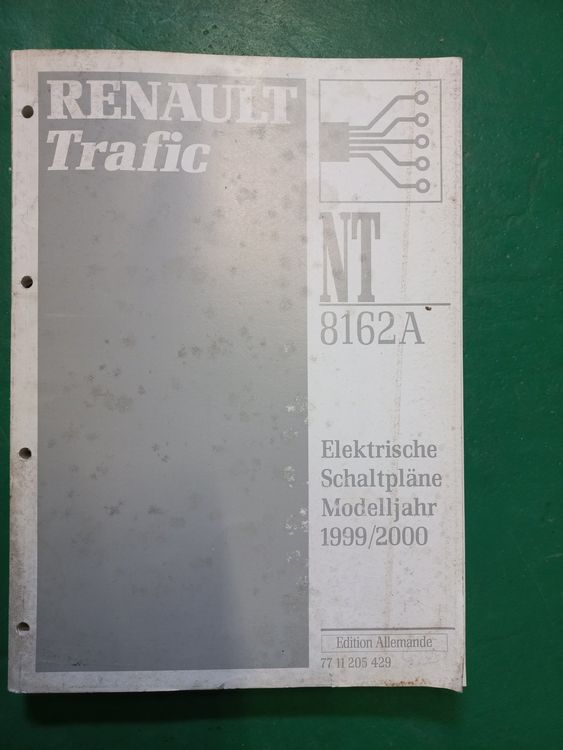 RENAULT
Trafic
NT
8162A
Elektrische
Schaltpläne
Modelljahr
1999/2000
Edition Allemande
77 11 205 429